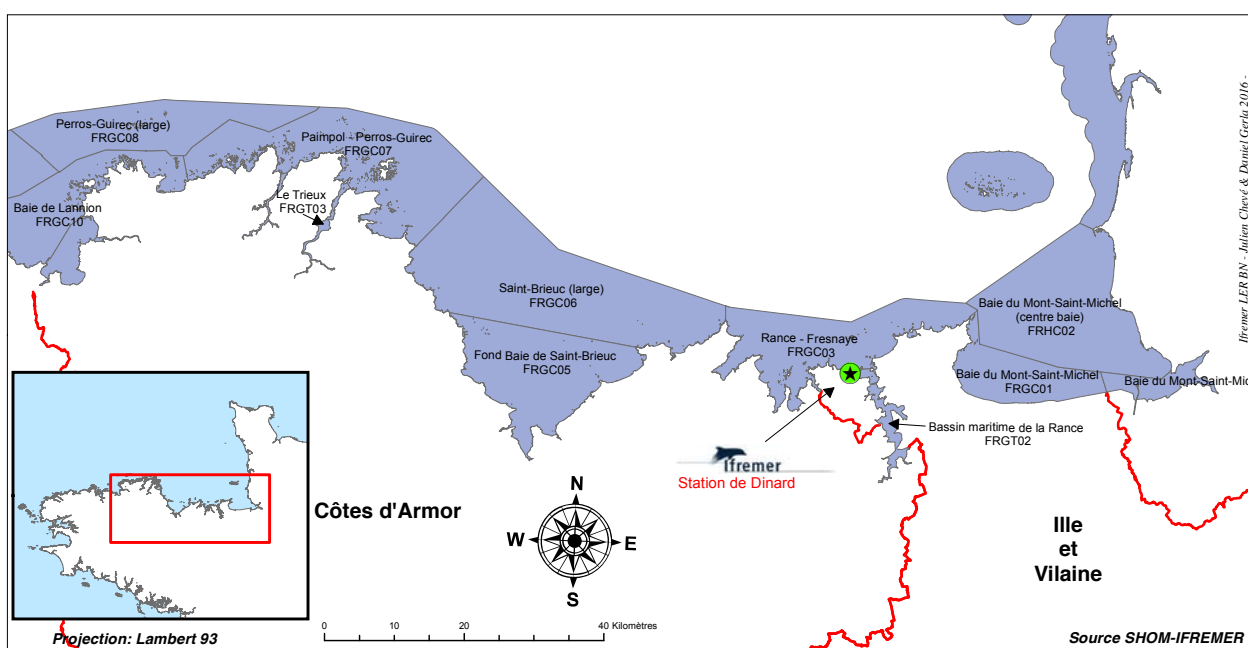 Perros-Guirec (large)
FRGC08
Paimpol - Perros-Guirec
FRGC07
Le Trieux
FRGT03
Baie de Lannion
FRGC10
Saint-Brieuc (large)
FRGC06
Fond Baie de Saint-Brieuc
FRGC05
Rance - Fresnaye
FRGC03
Baie du Mont-Saint-Michel
(centre baie)
FRHC02
Baie du Mont-Saint-Michel
FRGC01
Baie du Mont-Saint-Mic
Bassin maritime de la Rance
FRGT02
Ifremer
Station de Dinard
Côtes d'Armor
Ille
et
Vilaine
N
W
E
S
0
10
20
40 Kilomètres
Projection: Lambert 93
Source SHOM-IFREMER
Ifremer LER BN - Julien Chevé & Daniel Gerla 2016 -